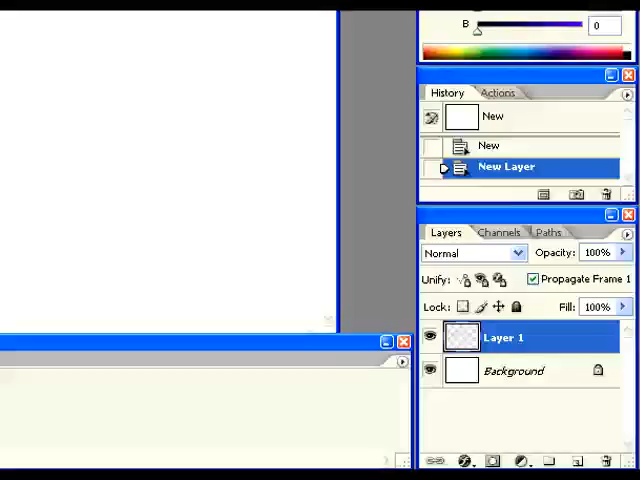 B 0
History Actions
New
New
New Layer
Layers Channels Paths
Normal Opacity: 100%
Unify: Propagate Frame 1
Lock: Fill: 100%
Layer 1
Background